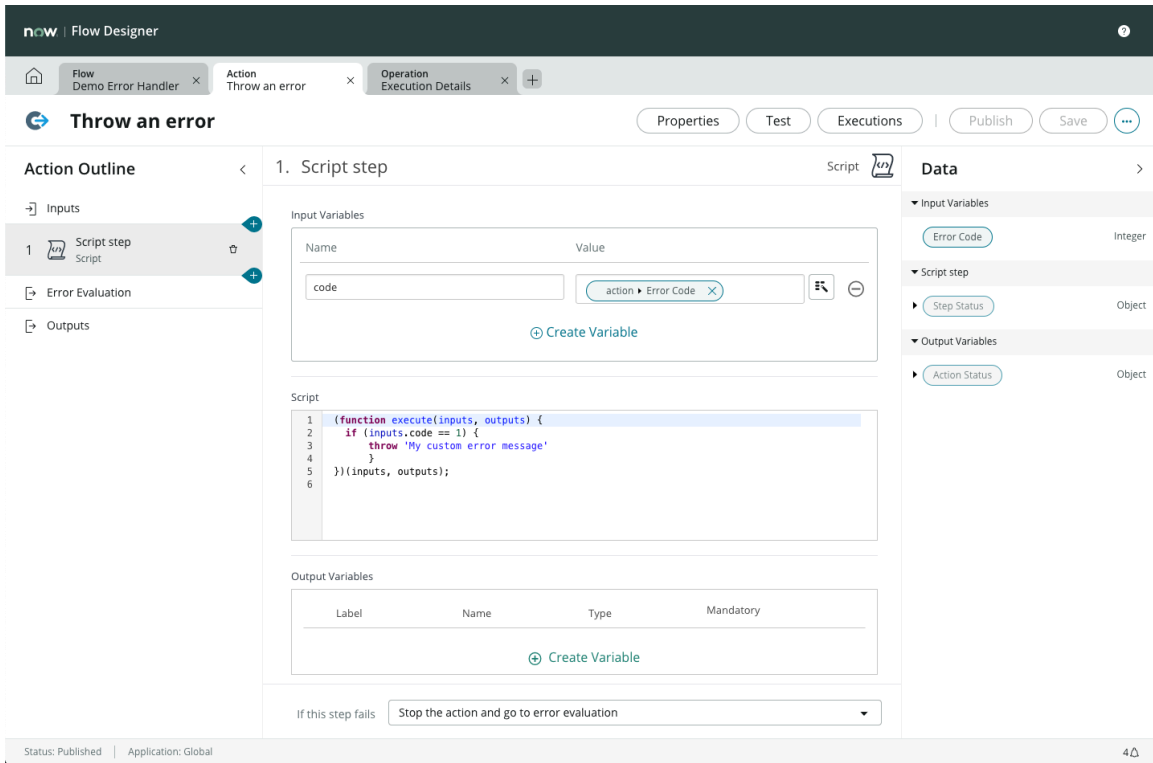 now. | Flow Designer
Flow
Demo Error Handler
Action
Throw an error
Operation
Execution Details
Throw an error
Properties
Test
Executions
Publish
Save
Action Outline
Inputs
1
Script step
Script
Error Evaluation
Outputs
1. Script step
Script
Input Variables
Name Value
code
action ▸ Error Code
Create Variable
Script
1 (function execute(inputs, outputs) {
2 if (inputs.code == 1) {
3 throw 'My custom error message'
4 }
5 })(inputs, outputs);
6
Output Variables
Label Name Type Mandatory
Create Variable
If this step fails
Stop the action and go to error evaluation
Data
Input Variables
Error Code Integer
Script step
Step Status Object
Output Variables
Action Status Object
Status: Published | Application: Global
4